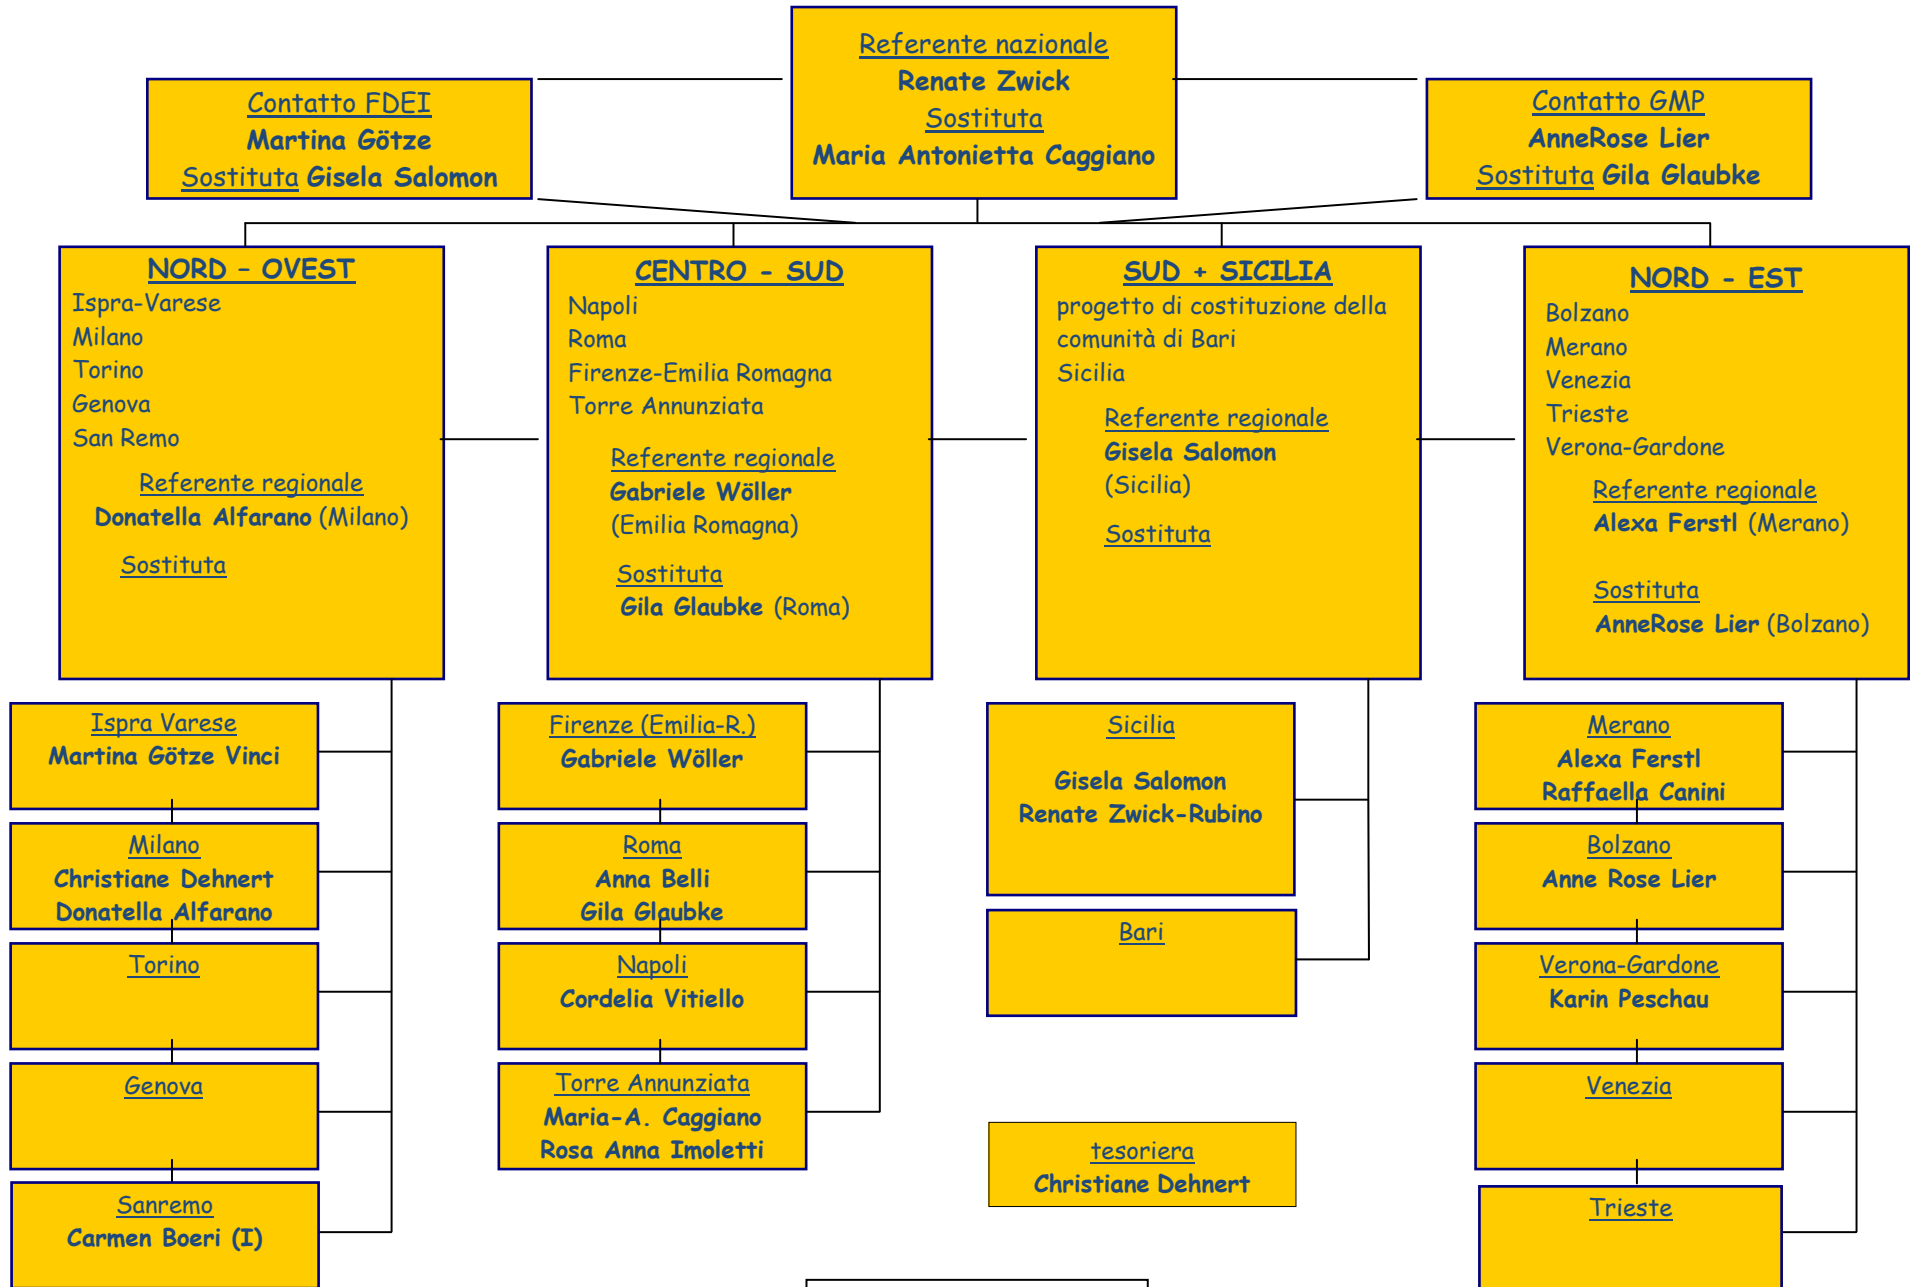 Referente nazionale
Renate Zwick
Sostituta
Maria Antonietta Caggiano
Contatto FDEI
Martina Götze
Sostituta Gisela Salomon
Contatto GMP
AnneRose Lier
Sostituta Gila Glaubke
NORD – OVEST
Ispra-Varese
Milano
Torino
Genova
San Remo
Referente regionale
Donatella Alfarano (Milano)
Sostituta
CENTRO - SUD
Napoli
Roma
Firenze-Emilia Romagna
Torre Annunziata
Referente regionale
Gabriele Wöller
(Emilia Romagna)
Sostituta
Gila Glaubke (Roma)
SUD + SICILIA
progetto di costituzione della
comunità di Bari
Sicilia
Referente regionale
Gisela Salomon
(Sicilia)
Sostituta
NORD - EST
Bolzano
Merano
Venezia
Trieste
Verona-Gardone
Referente regionale
Alexa Ferstl (Merano)
Sostituta
AnneRose Lier (Bolzano)
Ispra Varese
Martina Götze Vinci
Milano
Christiane Dehnert
Donatella Alfarano
Torino
Genova
Sanremo
Carmen Boeri (I)
Firenze (Emilia-R.)
Gabriele Wöller
Roma
Anna Belli
Gila Glaubke
Napoli
Cordelia Vitiello
Torre Annunziata
Maria-A. Caggiano
Rosa Anna Imoletti
Sicilia
Gisela Salomon
Renate Zwick-Rubino
Bari
tesoriera
Christiane Dehnert
Merano
Alexa Ferstl
Raffaella Canini
Bolzano
Anne Rose Lier
Verona-Gardone
Karin Peschau
Venezia
Trieste